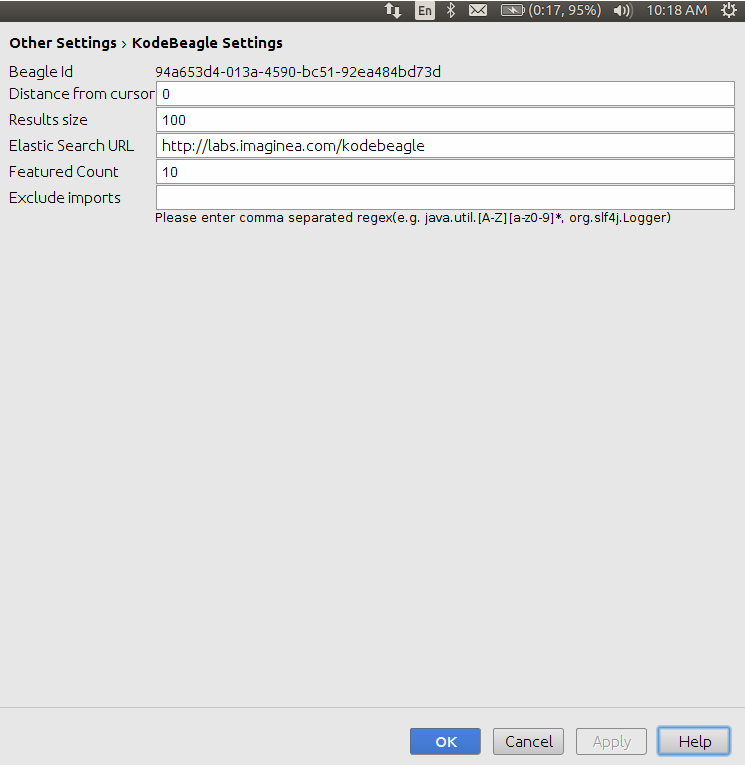 En (0:17, 95%) 10:18 AM
Other Settings › KodeBeagle Settings
Beagle Id 94a653d4-013a-4590-bc51-92ea484bd73d
Distance from cursor 0
Results size 100
Elastic Search URL http://labs.imaginea.com/kodebeagle
Featured Count 10
Exclude imports
Please enter comma separated regex(e.g. java.util.[A-Z][a-z0-9]*, org.slf4j.Logger)
OK Cancel Apply Help